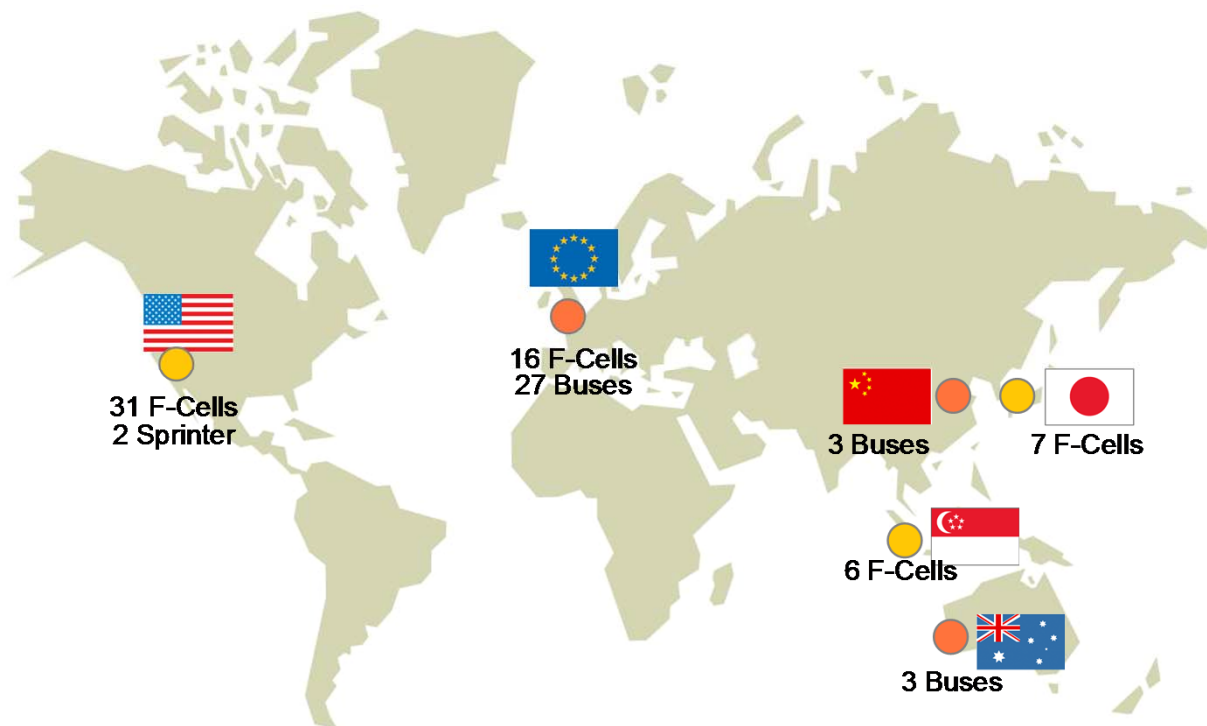 31 F-Cells
2 Sprinter
16 F-Cells
27 Buses
3 Buses
7 F-Cells
6 F-Cells
3 Buses